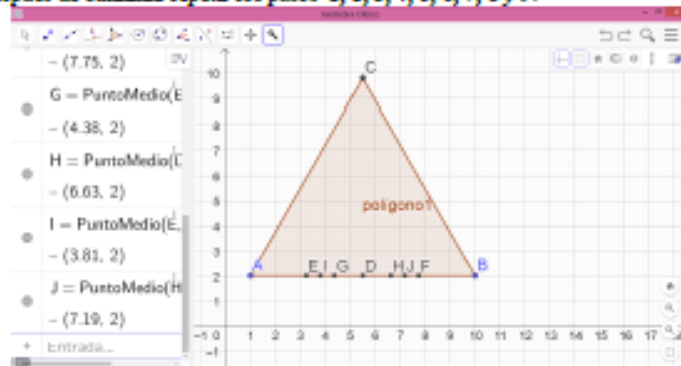 – (7.75, 2)
G = PuntoMedio(E
– (4.38, 2)
H = PuntoMedio(D
– (6.63, 2)
I = PuntoMedio(E,
– (3.81, 2)
J = PuntoMedio(H
– (7.19, 2)
Entrada...
C
polígono1
A E I G D H J F B
10
9
8
7
6
5
4
3
2
1
−1 0 1 2 3 4 5 6 7 8 9 10 11 12 13 14 15 16 17
−1